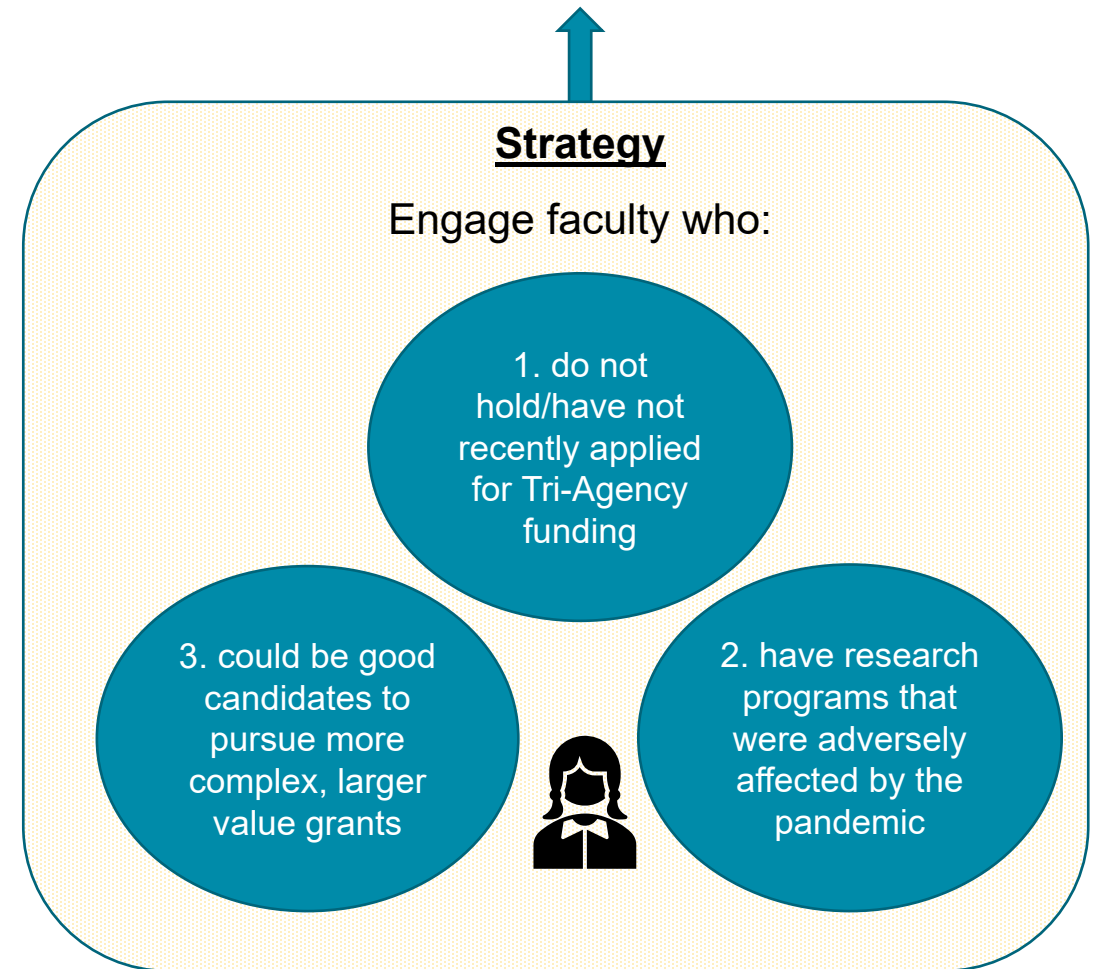 Strategy
Engage faculty who:
1. do not
hold/have not
recently applied
for Tri-Agency
funding
2. have research
programs that
were adversely
affected by the
pandemic
3. could be good
candidates to
pursue more
complex, larger
value grants